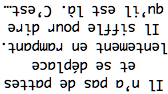 Il n'a pas de pattes
et se déplace
lentement en rampant.
Il siffle pour dire
qu'il est là. C'est…